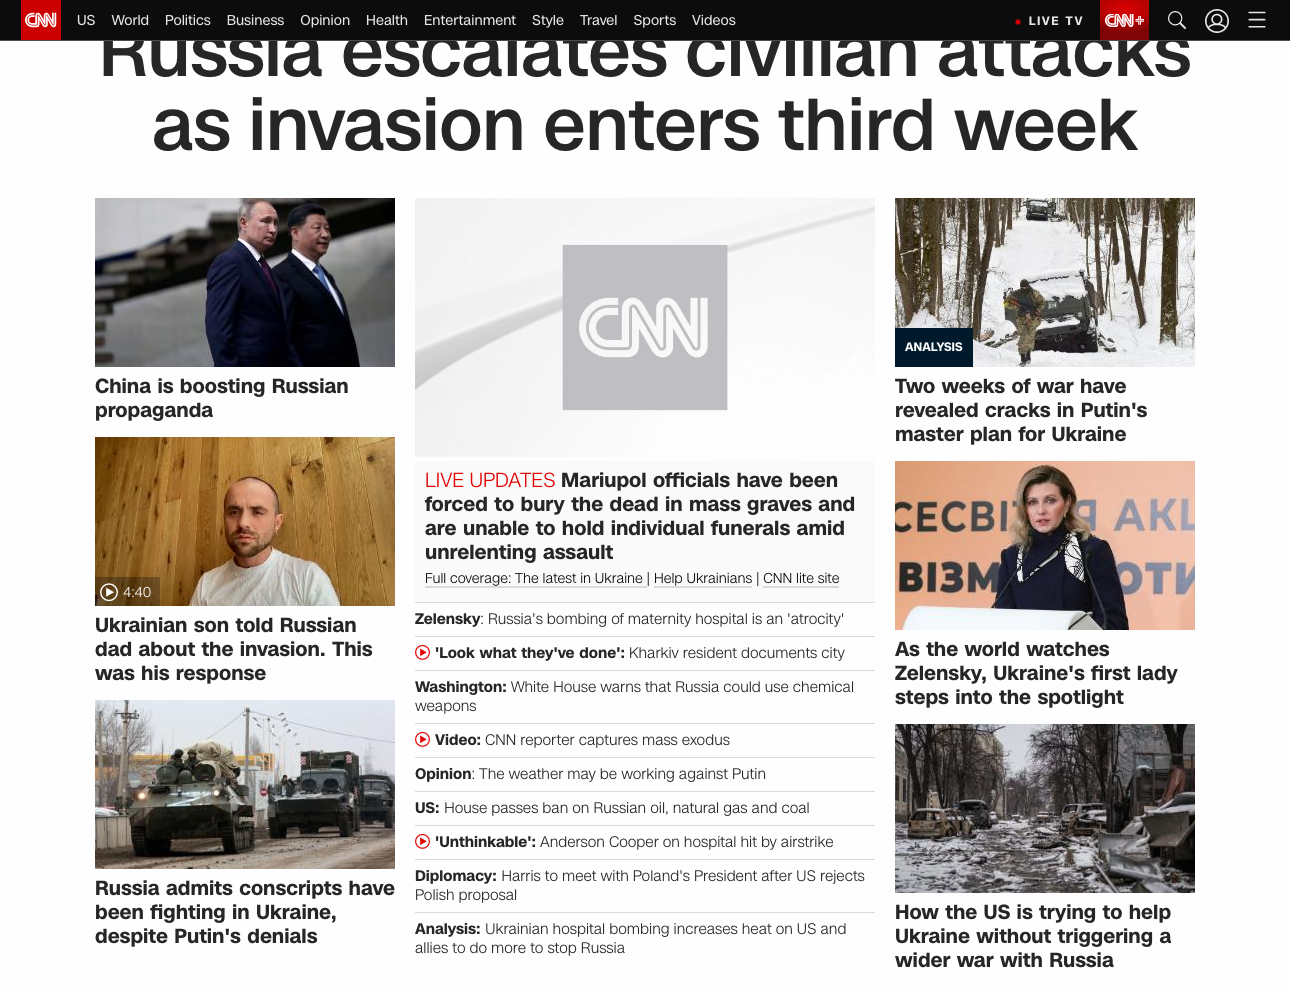 CNN US World Politics Business Opinion Health Entertainment Style Travel Sports Videos LIVE TV CNN+
Russia escalates civilian attacks
as invasion enters third week
China is boosting Russian
propaganda
4:40
Ukrainian son told Russian
dad about the invasion. This
was his response
Russia admits conscripts have
been fighting in Ukraine,
despite Putin's denials
CNN
LIVE UPDATES Mariupol officials have been
forced to bury the dead in mass graves and
are unable to hold individual funerals amid
unrelenting assault
Full coverage: The latest in Ukraine | Help Ukrainians | CNN lite site
Zelensky: Russia's bombing of maternity hospital is an 'atrocity'
'Look what they've done': Kharkiv resident documents city
Washington: White House warns that Russia could use chemical
weapons
Video: CNN reporter captures mass exodus
Opinion: The weather may be working against Putin
US: House passes ban on Russian oil, natural gas and coal
'Unthinkable': Anderson Cooper on hospital hit by airstrike
Diplomacy: Harris to meet with Poland's President after US rejects
Polish proposal
Analysis: Ukrainian hospital bombing increases heat on US and
allies to do more to stop Russia
ANALYSIS
Two weeks of war have
revealed cracks in Putin's
master plan for Ukraine
As the world watches
Zelensky, Ukraine's first lady
steps into the spotlight
How the US is trying to help
Ukraine without triggering a
wider war with Russia